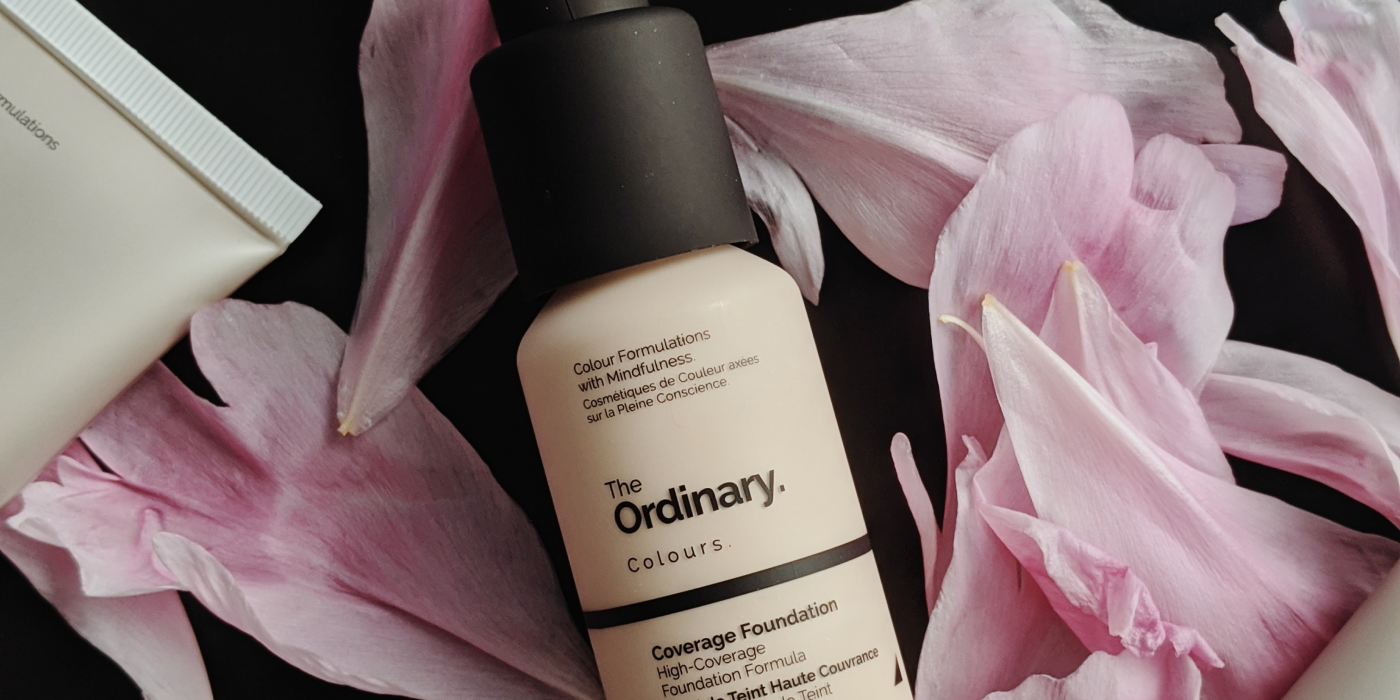 Colour Formulations
with Mindfulness.
Cosmétiques de Couleur axées
sur la Pleine Conscience.
The
Ordinary.
Colours.
Coverage Foundation
High-Coverage
Foundation Formula
Teint Haute Couvrance
Teint